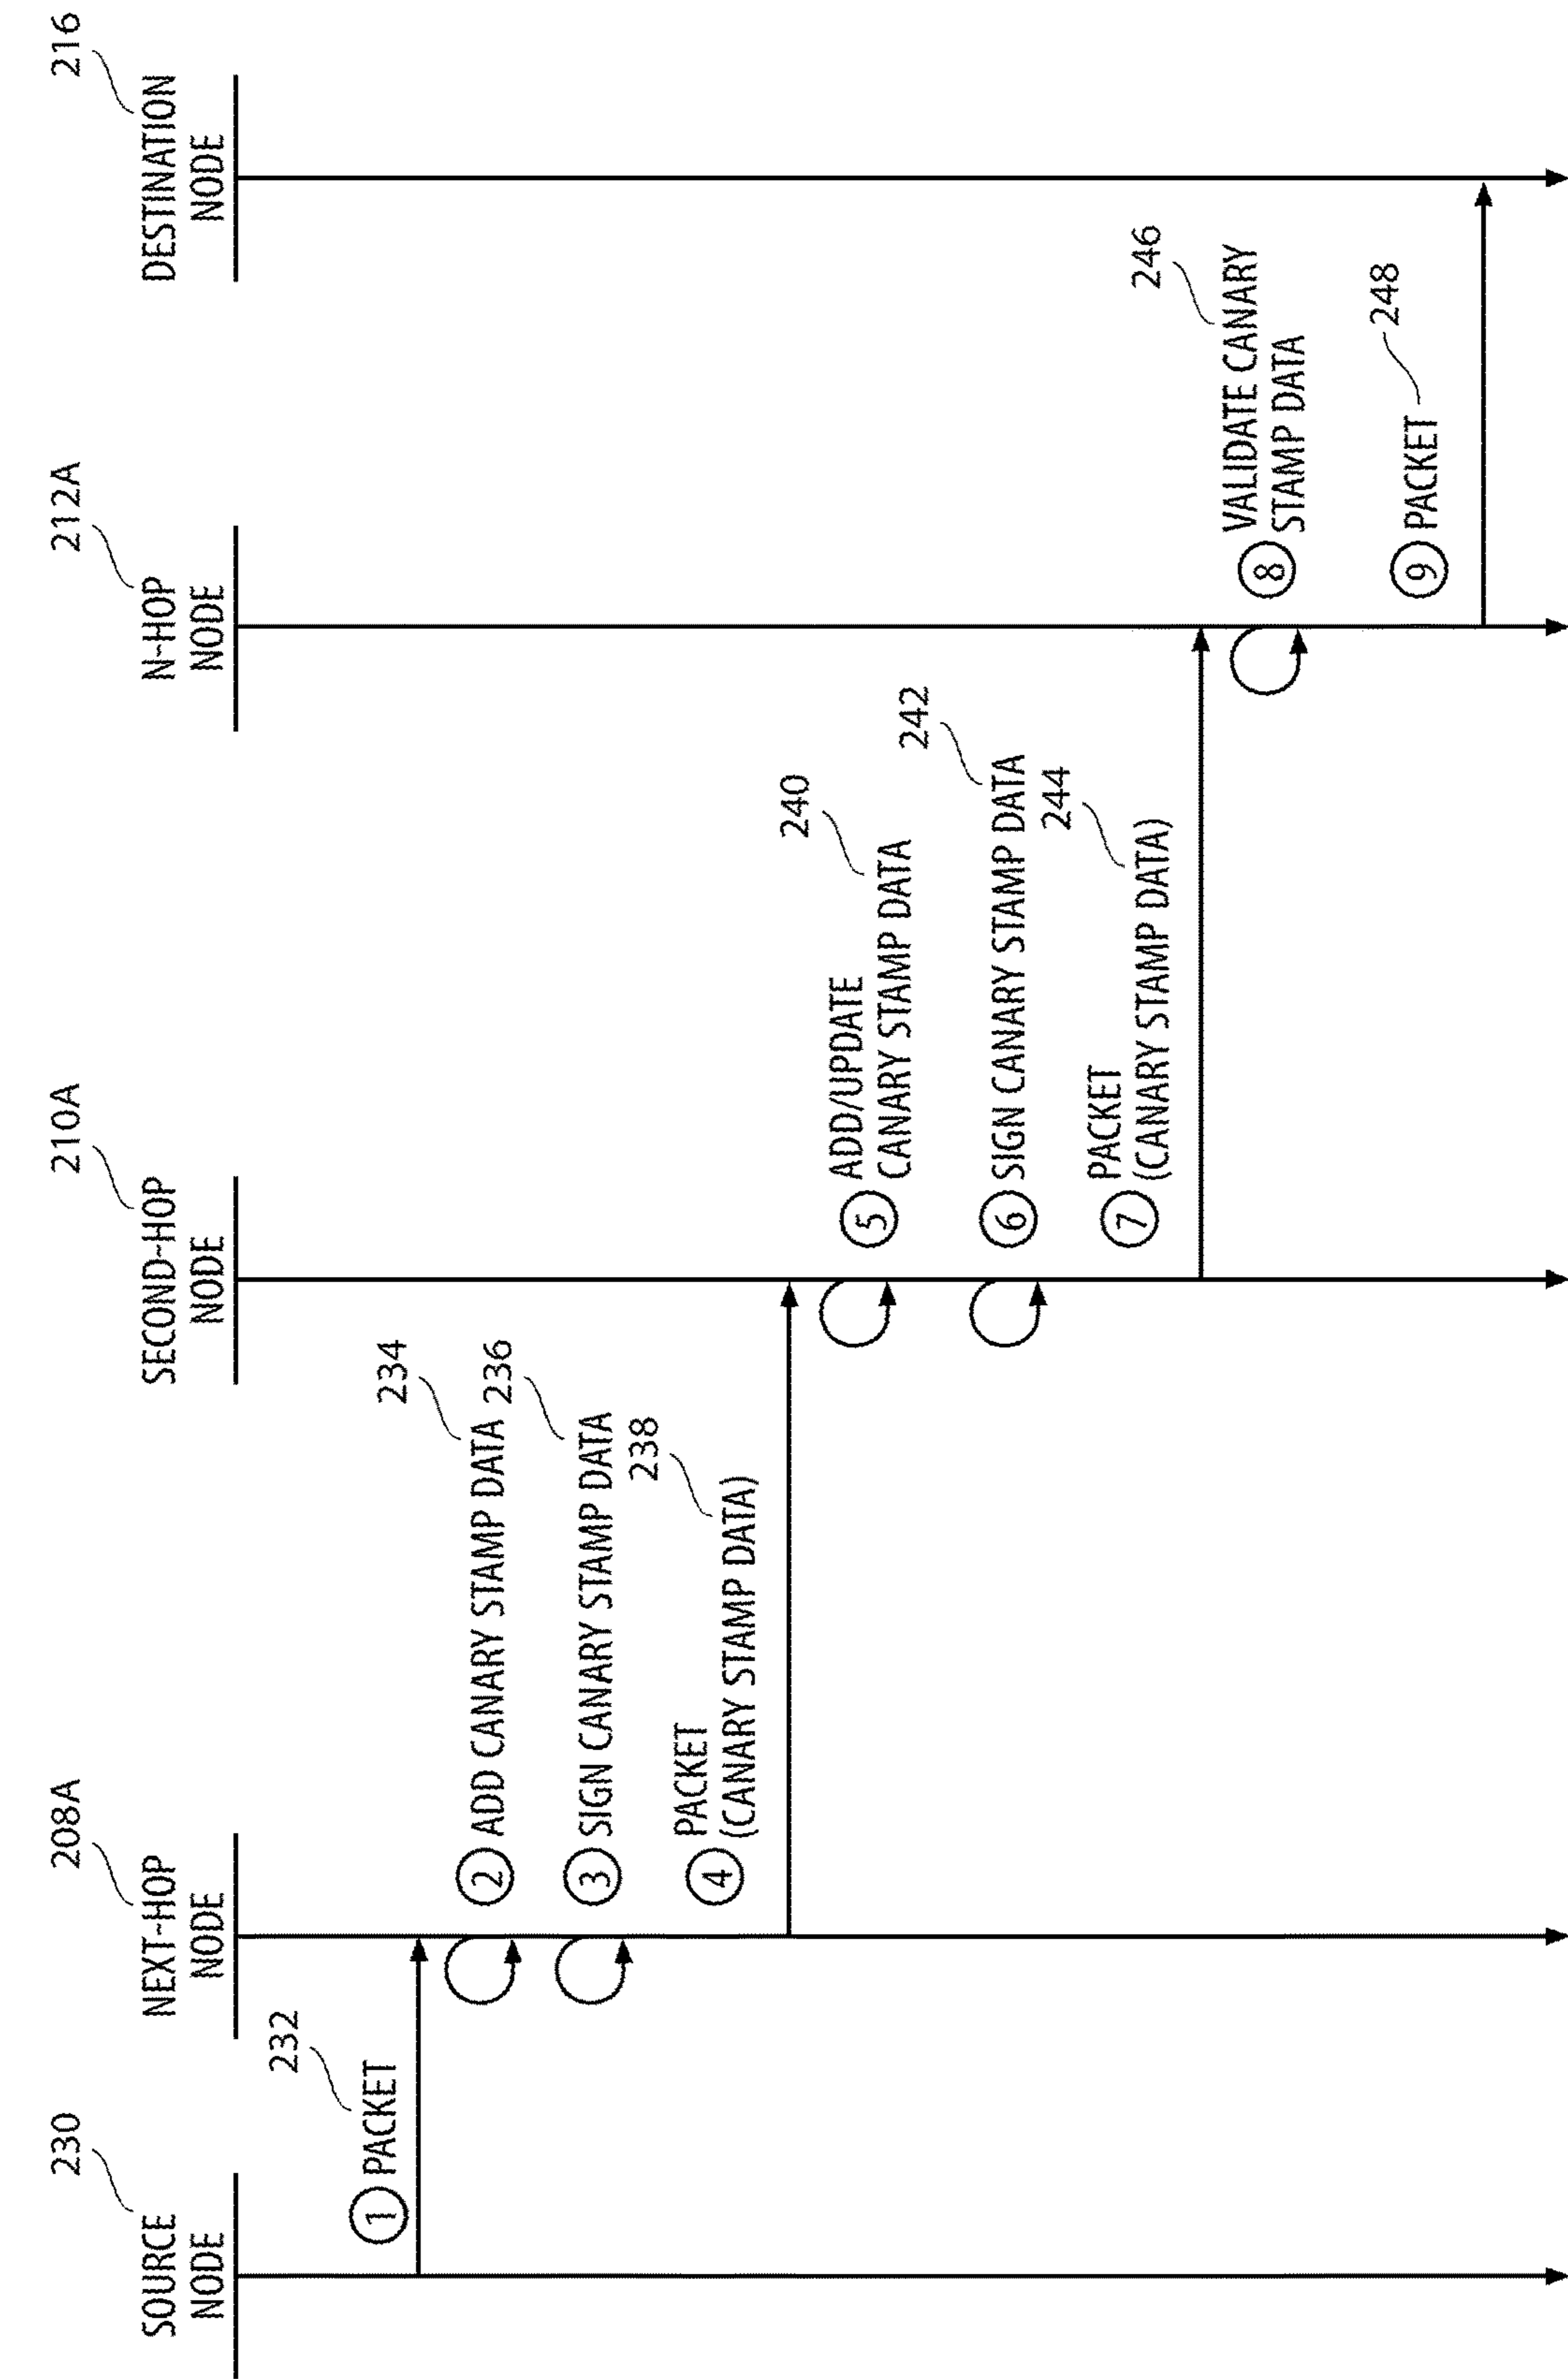 230
SOURCE
NODE
208A
NEXT-HOP
NODE
210A
SECOND-HOP
NODE
212A
N-HOP
NODE
216
DESTINATION
NODE
232
1 PACKET
234
2 ADD CANARY STAMP DATA
236
3 SIGN CANARY STAMP DATA
238
4 PACKET
(CANARY STAMP DATA)
240
5 ADD/UPDATE
CANARY STAMP DATA
242
6 SIGN CANARY STAMP DATA
244
7 PACKET
(CANARY STAMP DATA)
246
8 VALIDATE CANARY
STAMP DATA
248
9 PACKET